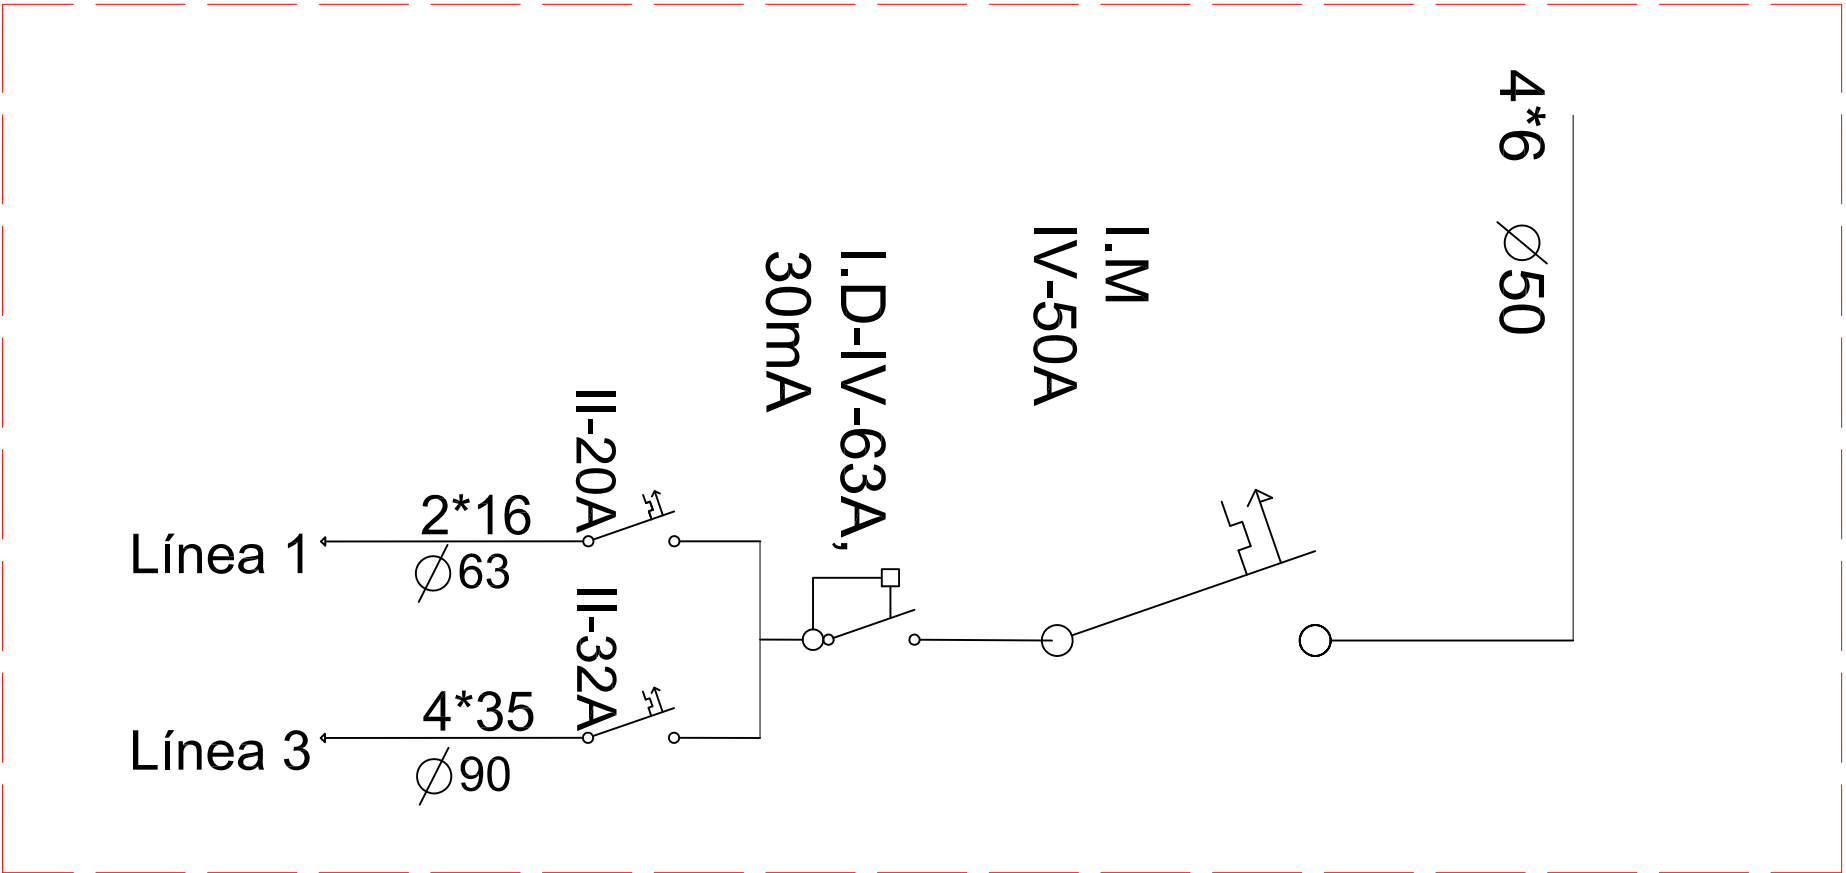 4*6 ⌀50
I.M
IV-50A
I.D-IV-63A,
30mA
II-20A
Línea 1
2*16
⌀63
II-32A
Línea 3
4*35
⌀90